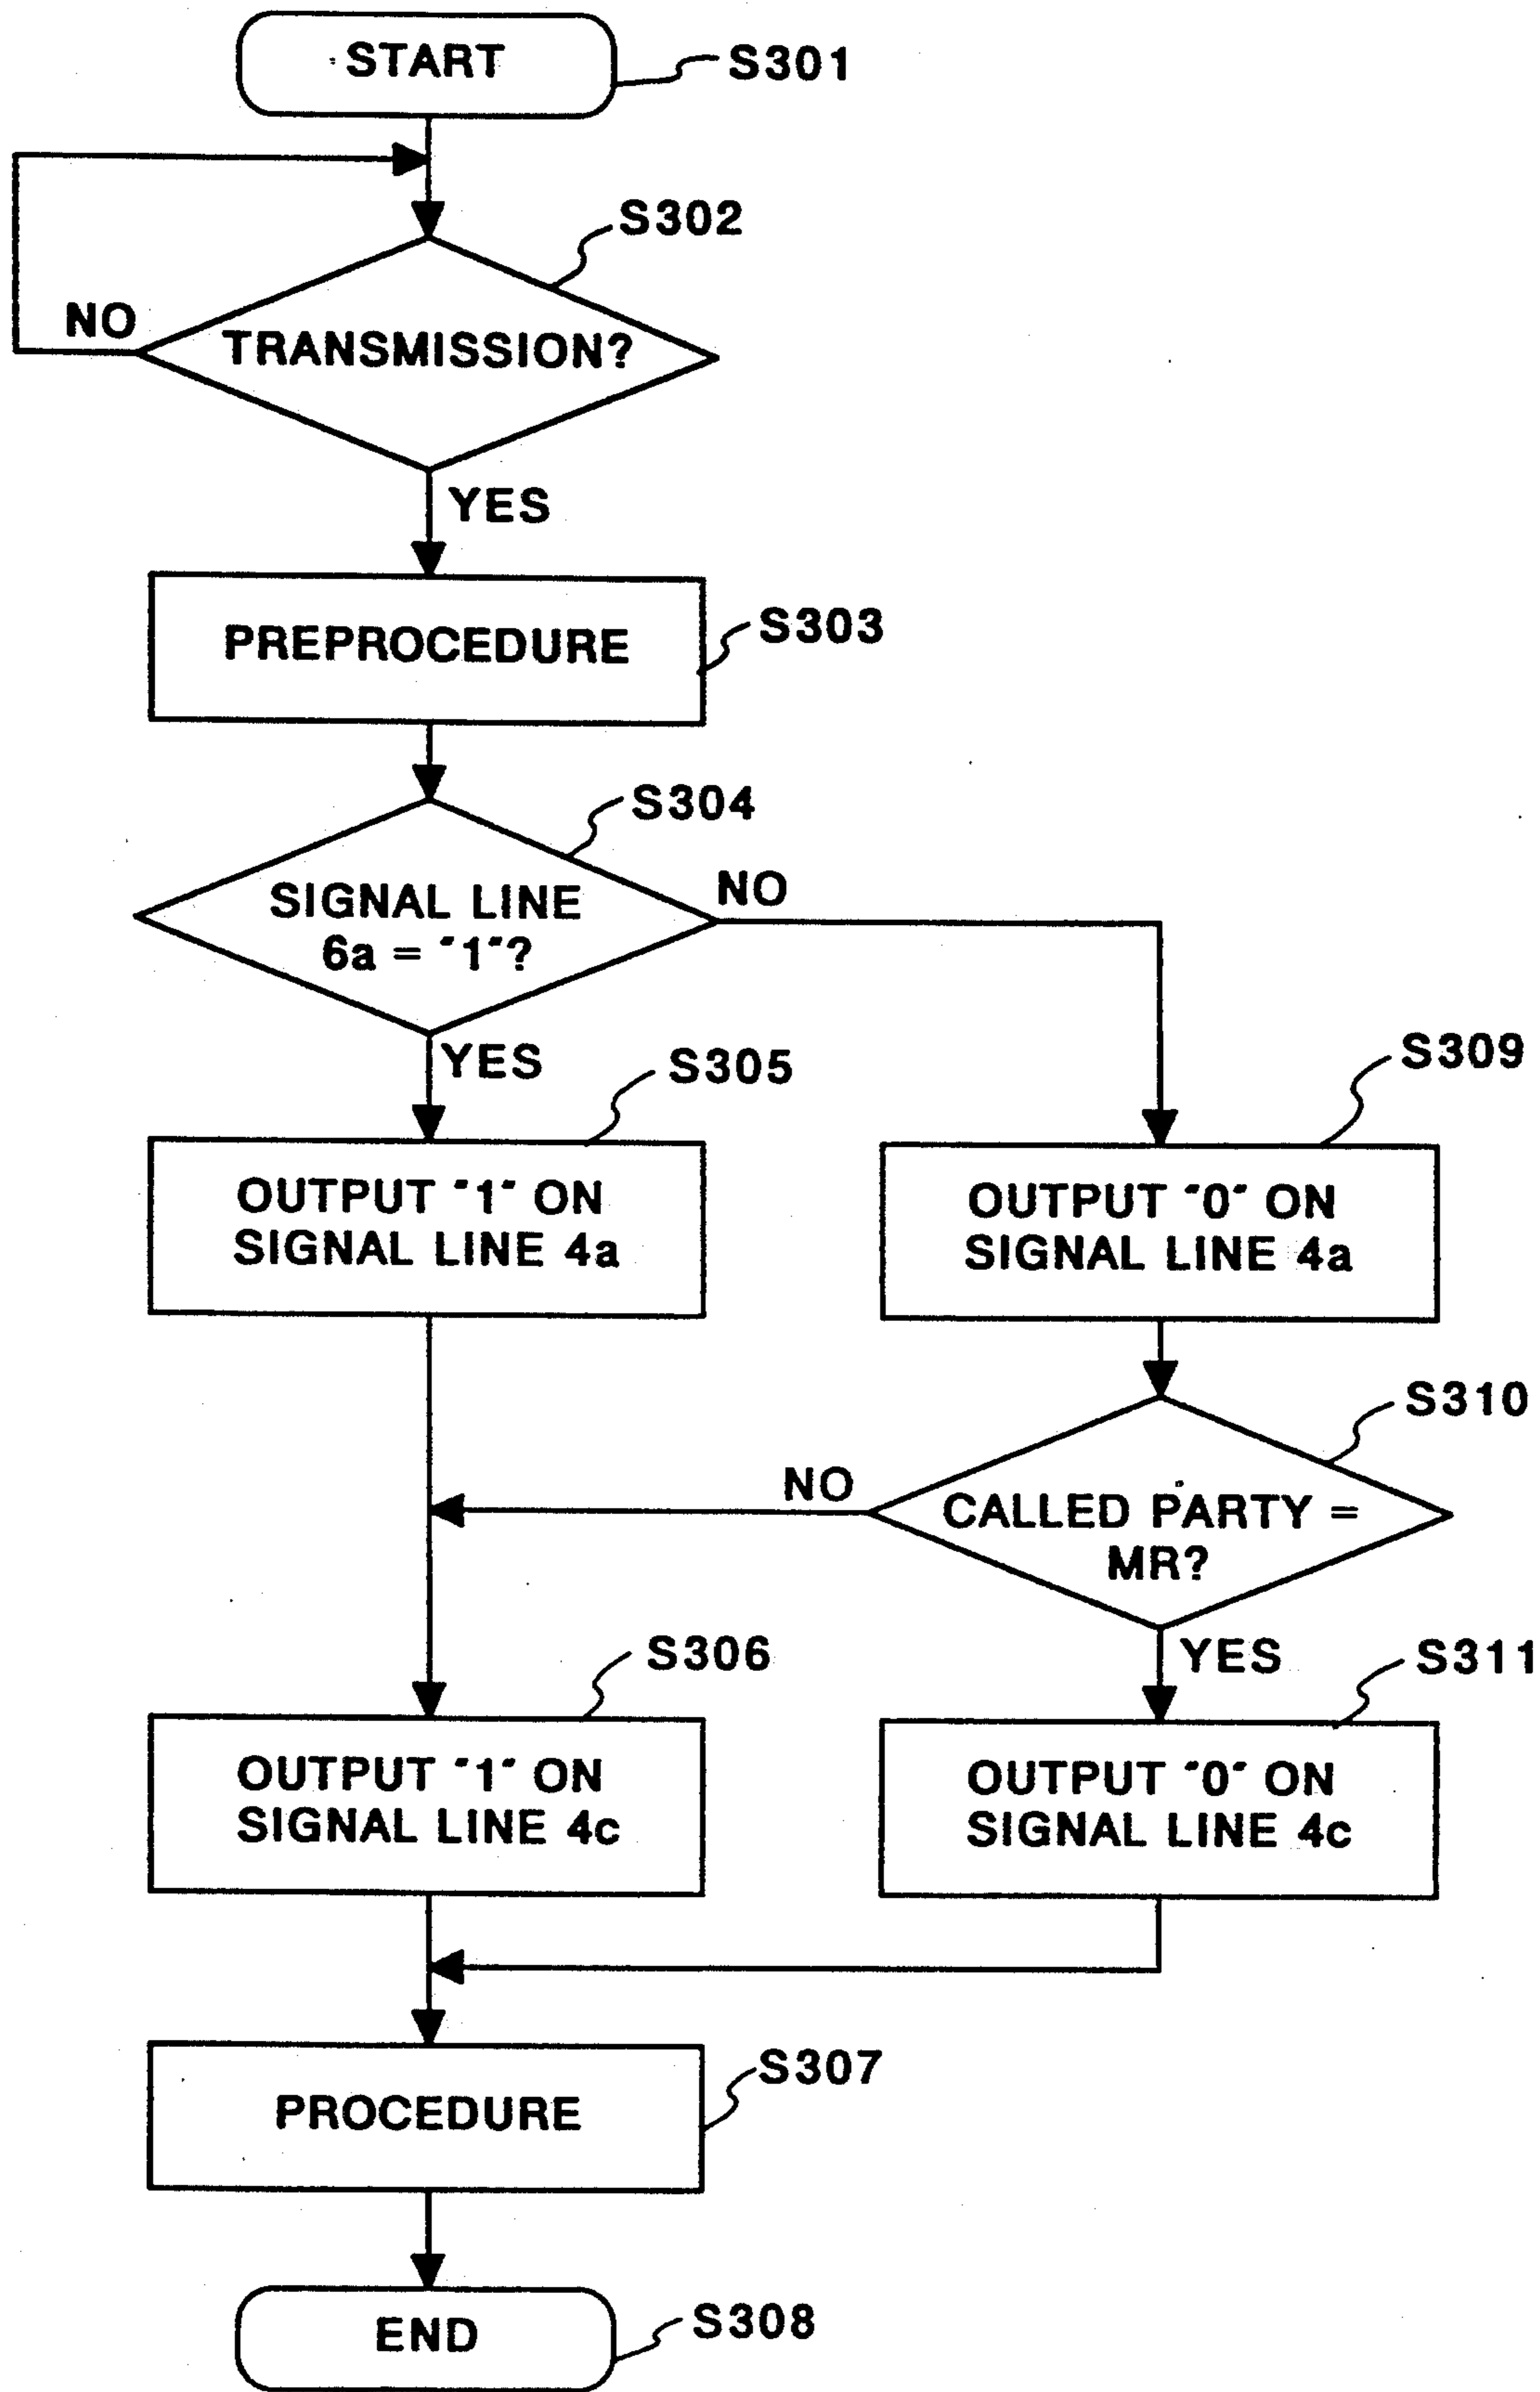 START
S301
S302
NO
TRANSMISSION?
YES
PREPROCEDURE
S303
S304
SIGNAL LINE
6a = "1"?
NO
YES
S305
S309
OUTPUT "1" ON
SIGNAL LINE 4a
OUTPUT "0" ON
SIGNAL LINE 4a
S310
NO
CALLED PARTY =
MR?
YES
S306
S311
OUTPUT "1" ON
SIGNAL LINE 4c
OUTPUT "0" ON
SIGNAL LINE 4c
S307
PROCEDURE
END
S308